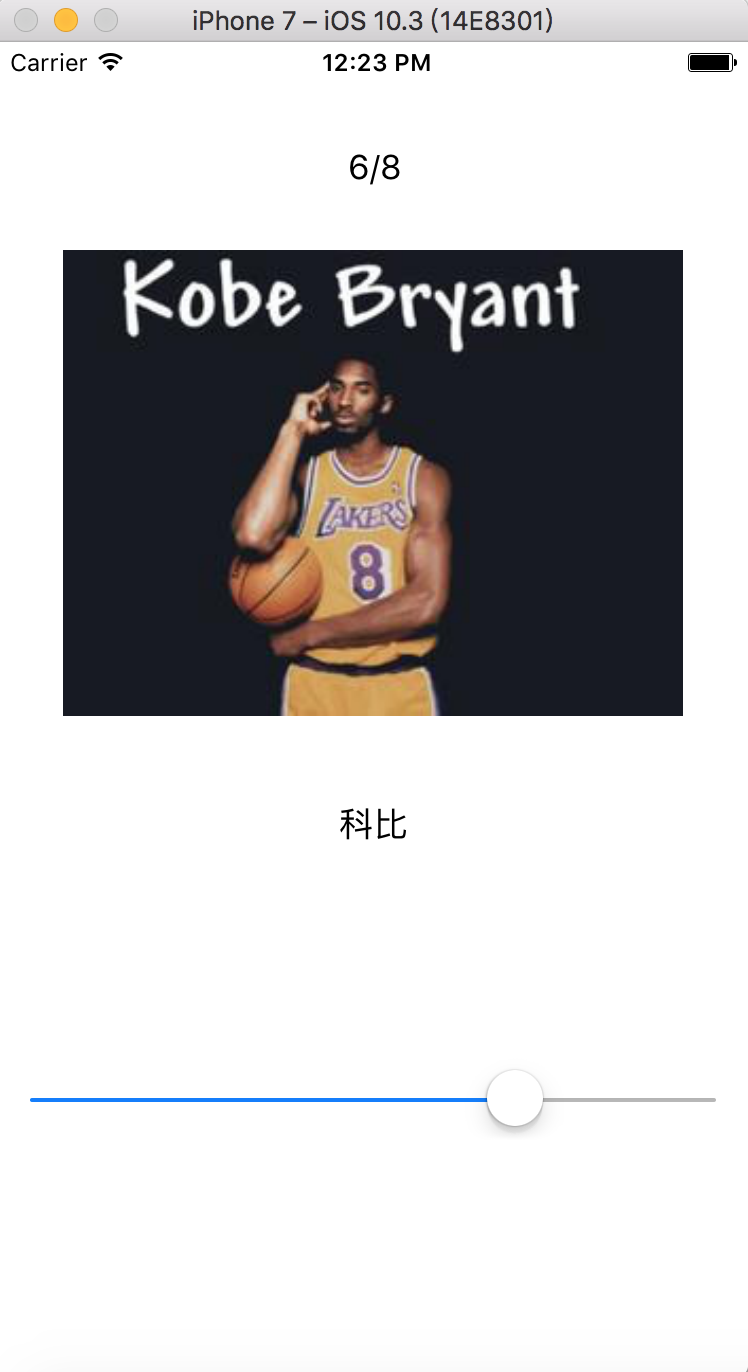 iPhone 7 – iOS 10.3 (14E8301)
Carrier 12:23 PM
6/8
Kobe Bryant
LAKERS
8
科比